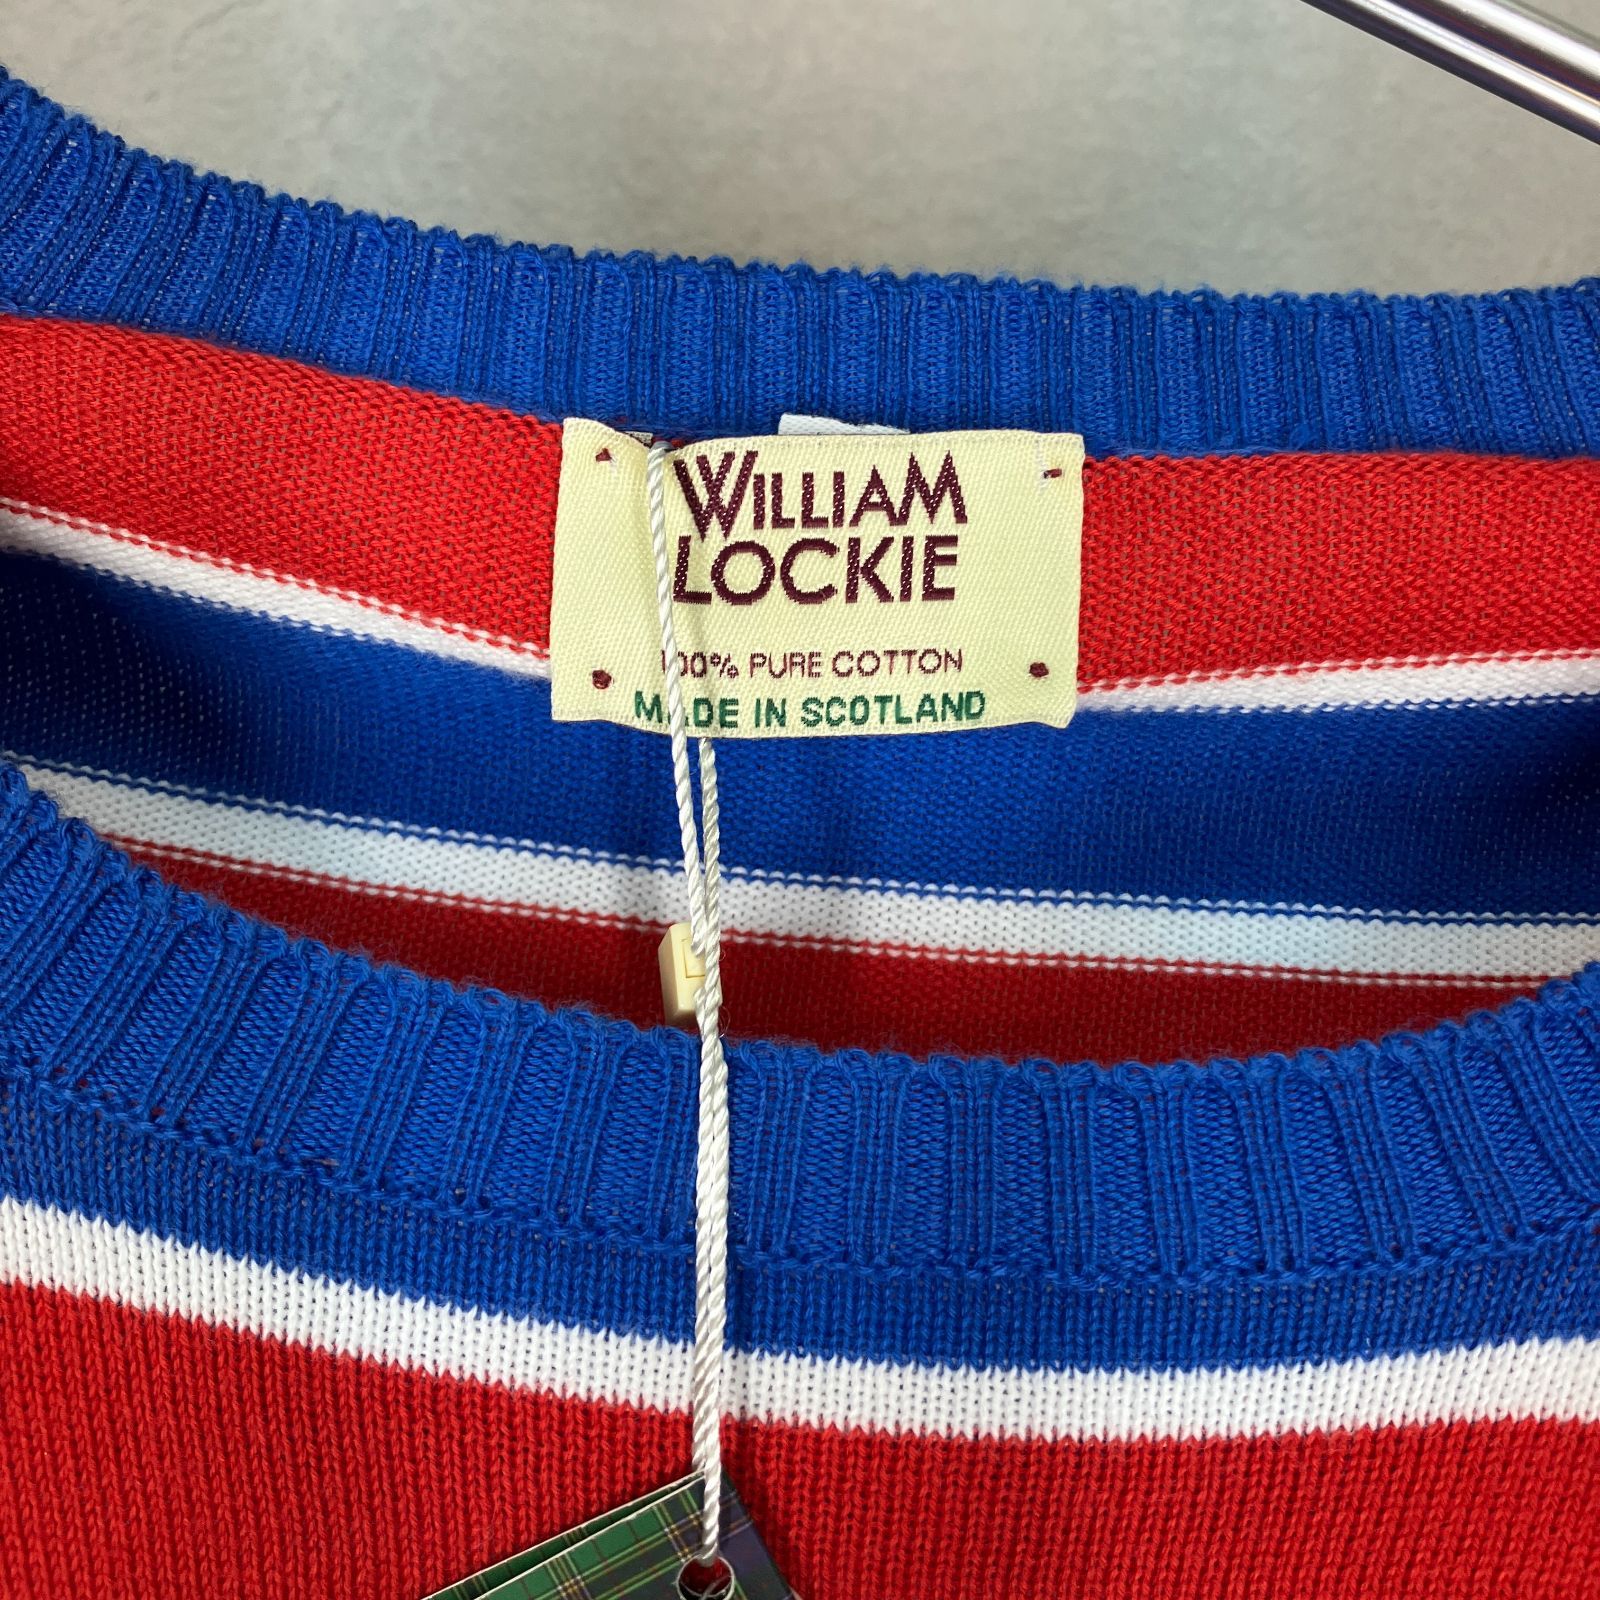 WILLIAM
LOCKIE
100% PURE COTTON
MADE IN SCOTLAND